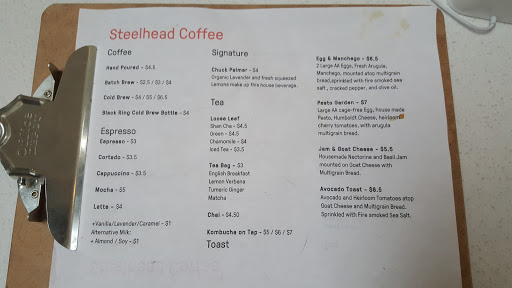 Steelhead Coffee
Coffee
Hand Poured - $4.5
Batch Brew - $2.5 / $3 / $4
Cold Brew - $4 / $5 / $6.5
Black Ring Cold Brew Bottle - $4
Espresso
Espresso - $3
Cortado - $3.5
Cappuccino - $3.5
Mocha - $5
Latte - $4
+Vanilla/Lavender/Caramel - $1
Alternative Milk:
+ Almond / Soy - $1
Signature
Chuck Palmer - $4
Organic Lavender and fresh squeezed
Lemons make up this house beverage.
Tea
Loose Leaf
Shan Cha - $4.5
Green - $4.5
Chamomile - $4
Iced Tea - $3.5
Tea Bag - $3
English Breakfast
Lemon Verbena
Tumeric Ginger
Matcha
Chai - $4.50
Kombucha on Tap - $5 / $6 / $7
Toast
Egg & Manchego - $6.5
2 Large AA Eggs, Fresh Arugula,
Manchego, mounted atop multigrain
bread,sprinkled with fire smoked sea
salt, cracked pepper, and olive oil.
Pesto Garden - $7
Large AA cage-free Egg, house made
Pesto, Humboldt Cheese, heirloom
cherry tomatoes, with arugula
multigrain bread.
Jam & Goat Cheese - $5.5
Housemade Nectarine and Basil Jam
mounted on Goat Cheese with
Multigrain Bread.
Avocado Toast - $6.5
Avocado and Heirloom Tomatoes atop
Goat Cheese and Multigrain Bread.
Sprinkled with Fire smoked Sea Salt.